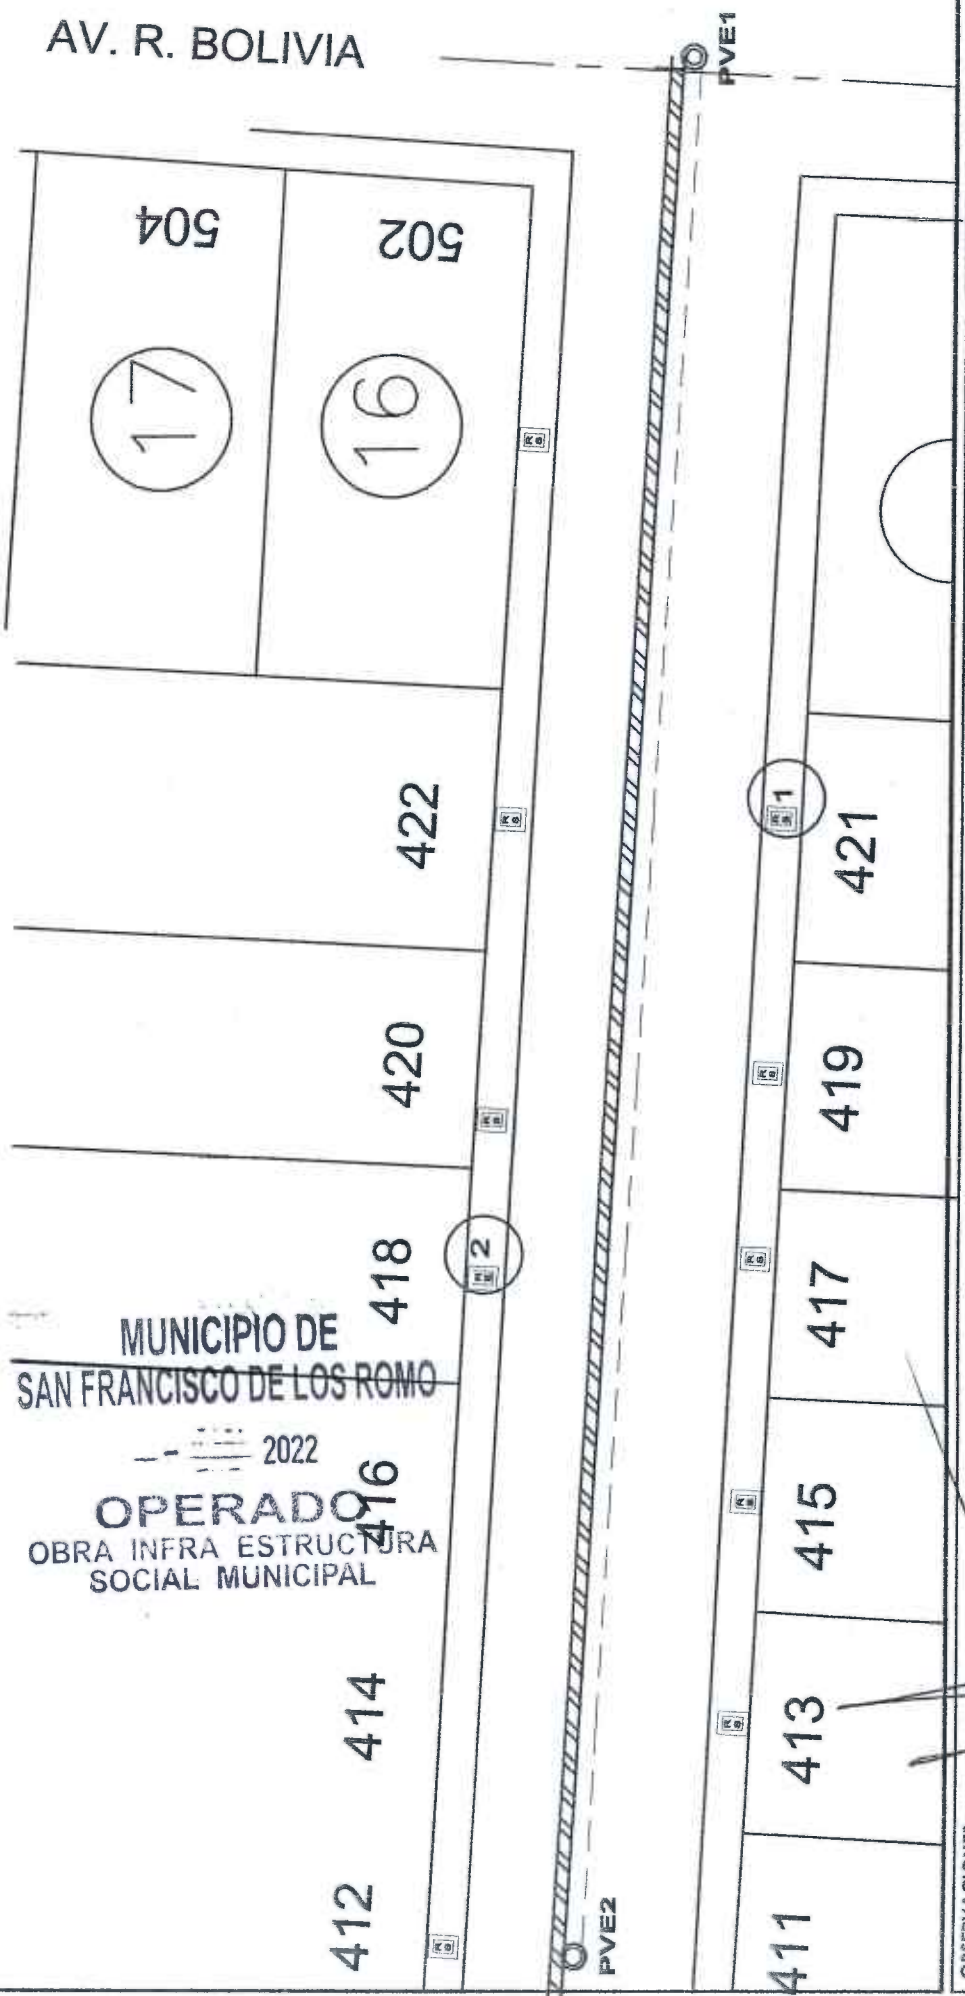 AV. R. BOLIVIA
PVE1
504
502
17
16
422
420
418
2
1
421
419
417
MUNICIPIO DE
SAN FRANCISCO DE LOS ROMO
2022
OPERADO
OBRA INFRA ESTRUCTURA
SOCIAL MUNICIPAL
416
415
414
413
412
411
PVE2